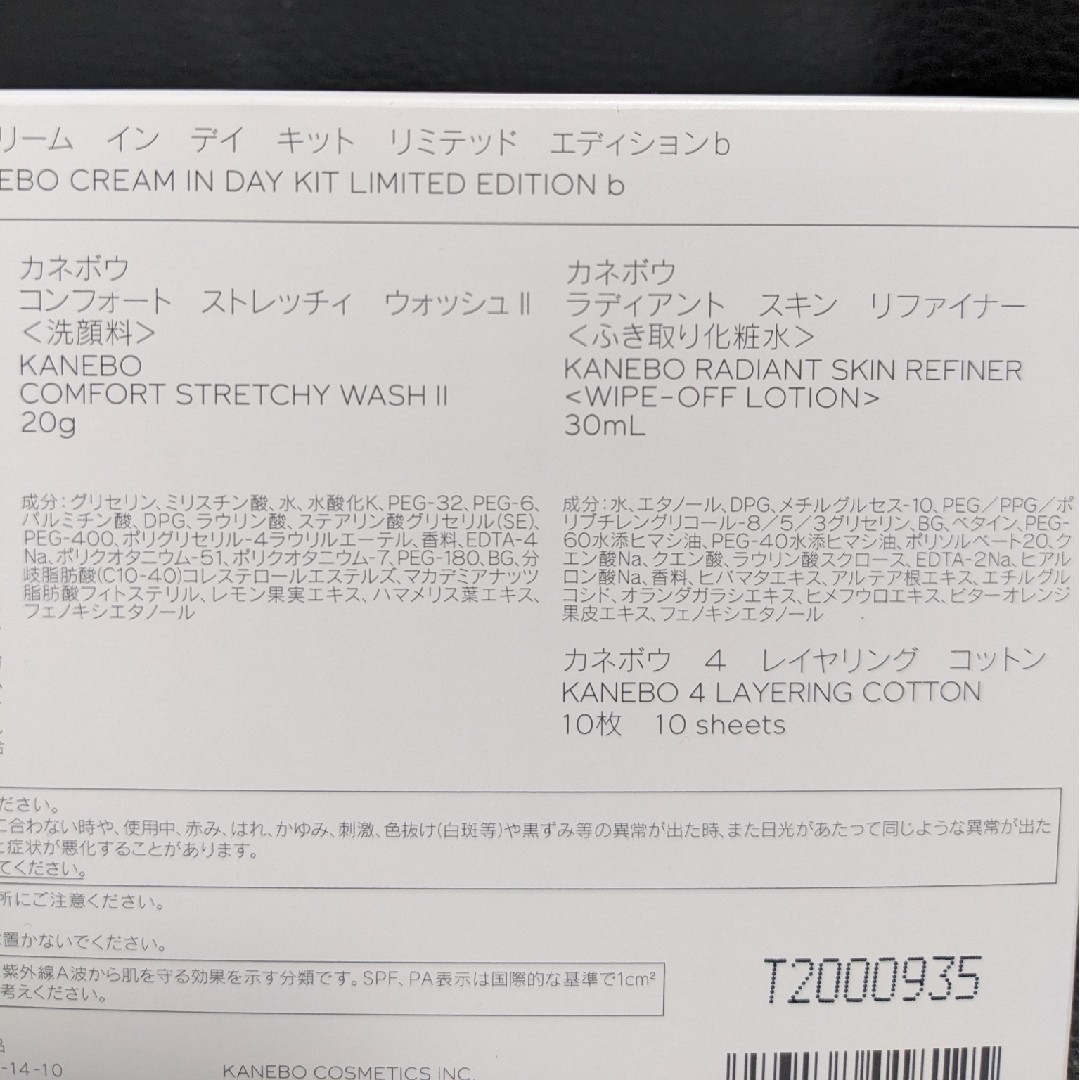 リーム イン デイ キット リミテッド エディションb
EBO CREAM IN DAY KIT LIMITED EDITION b
カネボウ
コンフォート ストレッチィ ウォッシュⅡ
＜洗顔料＞
KANEBO
COMFORT STRETCHY WASH II
20g
成分：グリセリン、ミリスチン酸、水、水酸化K、PEG-32、PEG-6、
パルミチン酸、DPG、ラウリン酸、ステアリン酸グリセリル(SE)、
PEG-400、ポリグリセリル-4ラウリルエーテル、香料、EDTA-4
Na、ポリクオタニウム-51、ポリクオタニウム-7、PEG-180、BG、分
岐脂肪酸(C10-40)コレステロールエステルズ、マカデミアナッツ
脂肪酸フィトステリル、レモン果実エキス、ハマメリス葉エキス、
フェノキシエタノール
カネボウ
ラディアント スキン リファイナー
＜ふき取り化粧水＞
KANEBO RADIANT SKIN REFINER
<WIPE-OFF LOTION>
30mL
成分：水、エタノール、DPG、メチルグルセス-10、PEG／PPG／ポ
リブチレングリコール-8／5／3グリセリン、BG、ベタイン、PEG-
60水添ヒマシ油、PEG-40水添ヒマシ油、ポリソルベート20、ク
エン酸Na、クエン酸、ラウリン酸スクロース、EDTA-2Na、ヒアル
ロン酸Na、香料、ヒバマタエキス、アルテア根エキス、エチルグル
コシド、オランダガラシエキス、ヒメフウロエキス、ビターオレンジ
果皮エキス、フェノキシエタノール
カネボウ 4 レイヤリング コットン
KANEBO 4 LAYERING COTTON
10枚 10 sheets
ださい。
に合わない時や、使用中、赤み、はれ、かゆみ、刺激、色抜け(白斑等)や黒ずみ等の異常が出た時、また日光があたって同じような異常が出た
と症状が悪化することがあります。
てください。
所にご注意ください。
置かないでください。
紫外線A波から肌を守る効果を示す分類です。SPF、PA表示は国際的な基準で1cm²
考えください。
T2000935
品
-14-10
KANEBO COSMETICS INC.